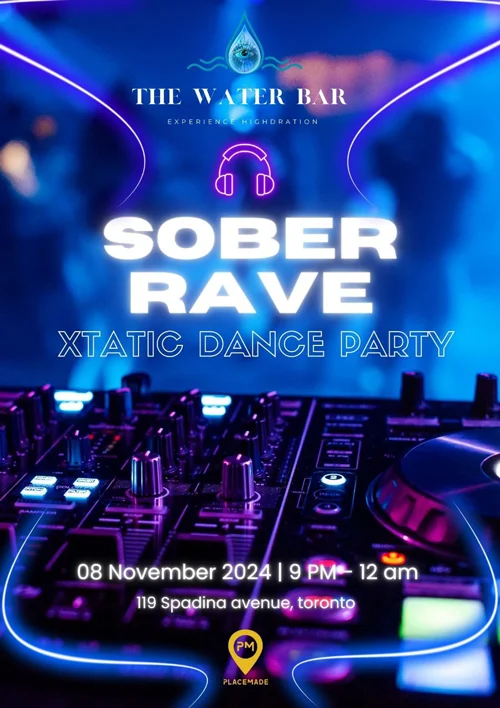 THE WATER BAR
EXPERIENCE HIGHDRATION
SOBER
RAVE
XTATIC DANCE PARTY
08 November 2024 | 9 PM - 12 am
119 Spadina avenue, toronto
PM
PLACEMADE